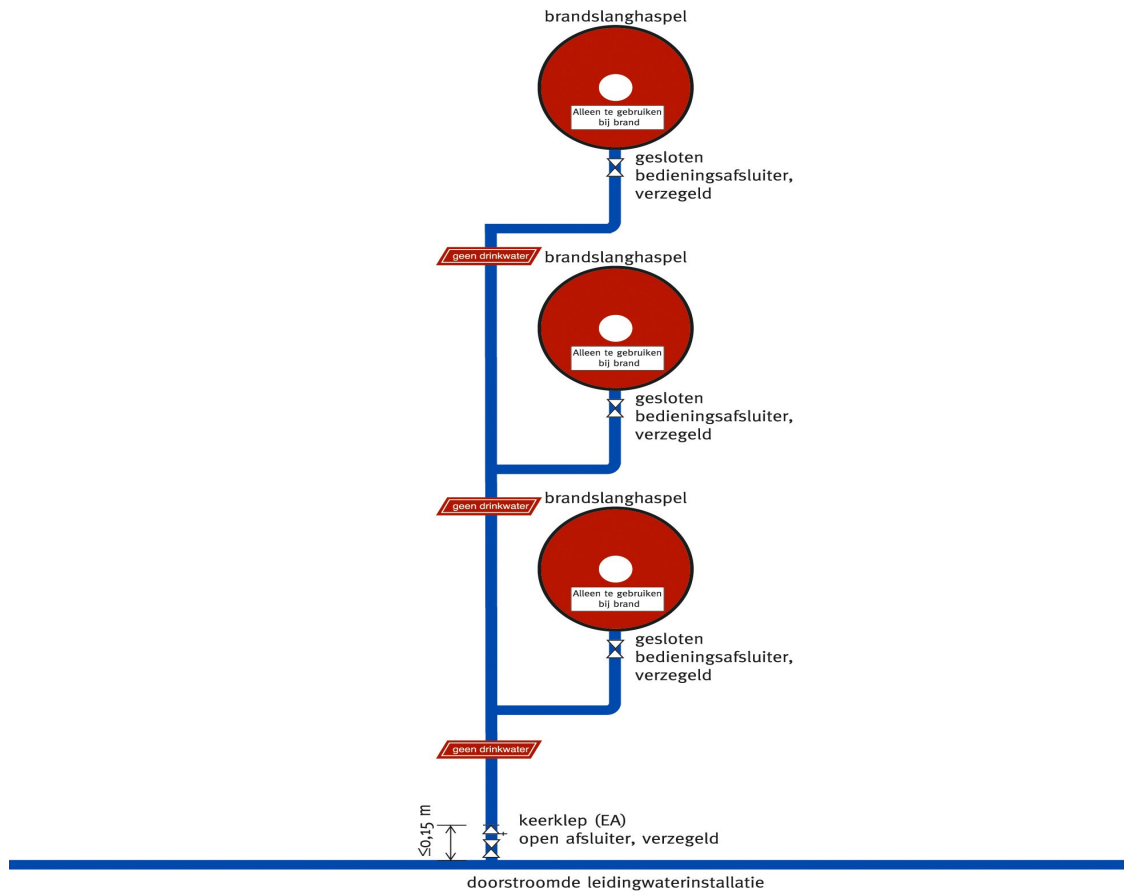 brandslanghaspel
Alleen te gebruiken
bij brand
gesloten
bedieningsafsluiter,
verzegeld
geen drinkwater
brandslanghaspel
Alleen te gebruiken
bij brand
gesloten
bedieningsafsluiter,
verzegeld
geen drinkwater
brandslanghaspel
Alleen te gebruiken
bij brand
gesloten
bedieningsafsluiter,
verzegeld
geen drinkwater
≤0,15 m
keerklep (EA)
open afsluiter, verzegeld
doorstroomde leidingwaterinstallatie